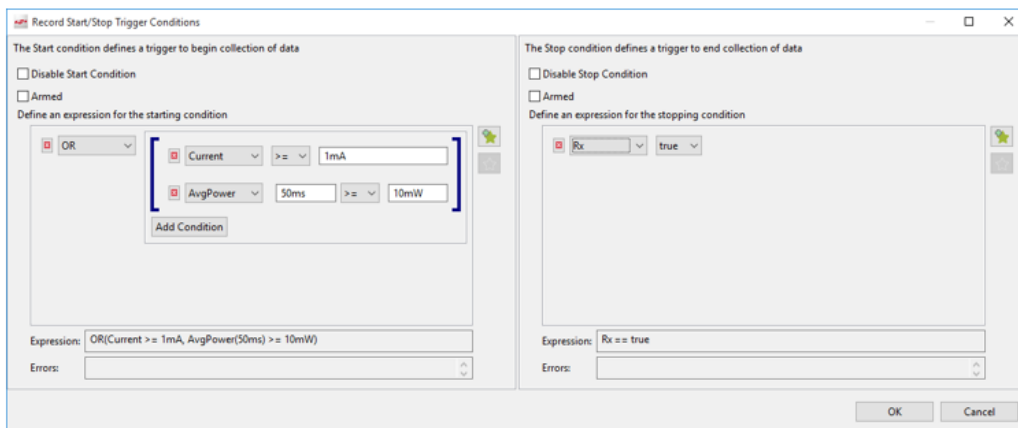 Record Start/Stop Trigger Conditions
The Start condition defines a trigger to begin collection of data
Disable Start Condition
Armed
Define an expression for the starting condition
OR
Current >= 1mA
AvgPower 50ms >= 10mW
Add Condition
Expression: OR(Current >= 1mA, AvgPower(50ms) >= 10mW)
Errors:
The Stop condition defines a trigger to end collection of data
Disable Stop Condition
Armed
Define an expression for the stopping condition
Rx true
Expression: Rx == true
Errors:
OK Cancel